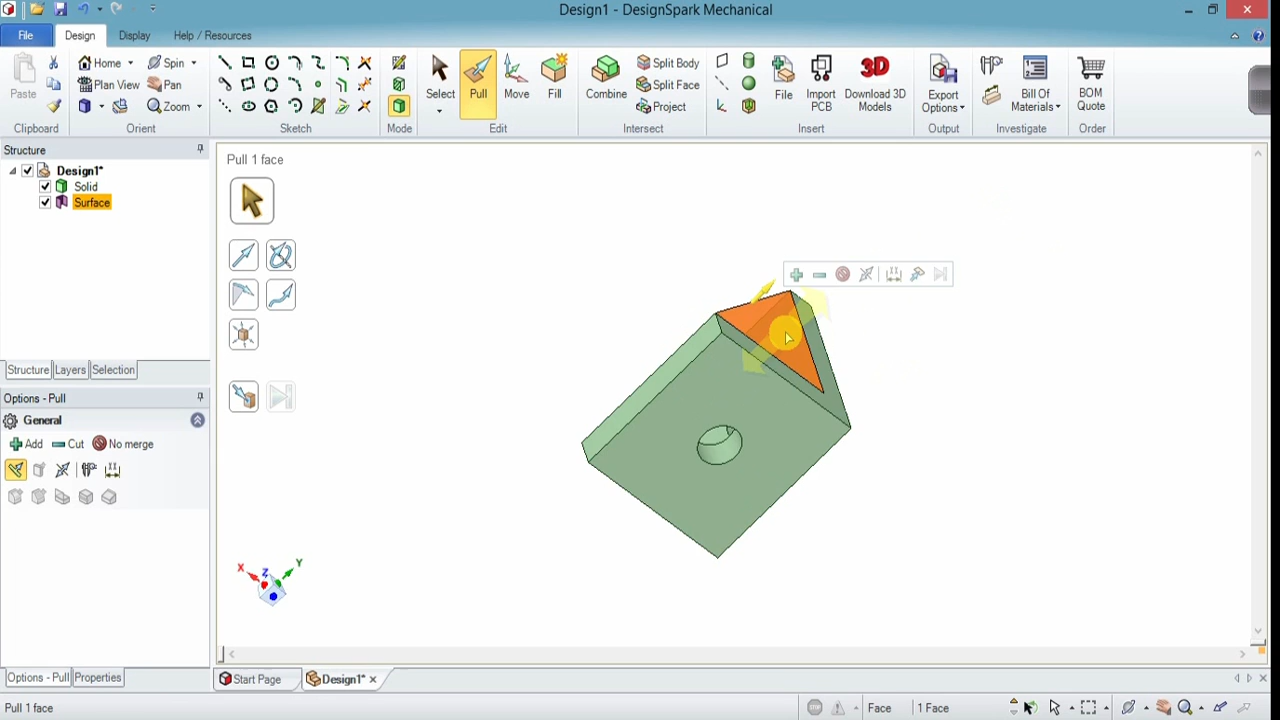 Design1 - DesignSpark Mechanical
File
Design
Display
Help / Resources
Paste
Home
Spin
Plan View
Pan
Zoom
Clipboard
Orient
Sketch
Mode
Select
Pull
Move
Fill
Edit
Combine
Split Body
Split Face
Project
Intersect
File
Import
PCB
3D
Download 3D
Models
Insert
Export
Options
Output
Bill Of
Materials
Investigate
BOM
Quote
Order
Structure
Design1*
Solid
Surface
Structure
Layers
Selection
Options - Pull
General
Add
Cut
No merge
Options - Pull
Properties
Pull 1 face
X
Z
Y
Start Page
Design1*
Pull 1 face
Face
1 Face